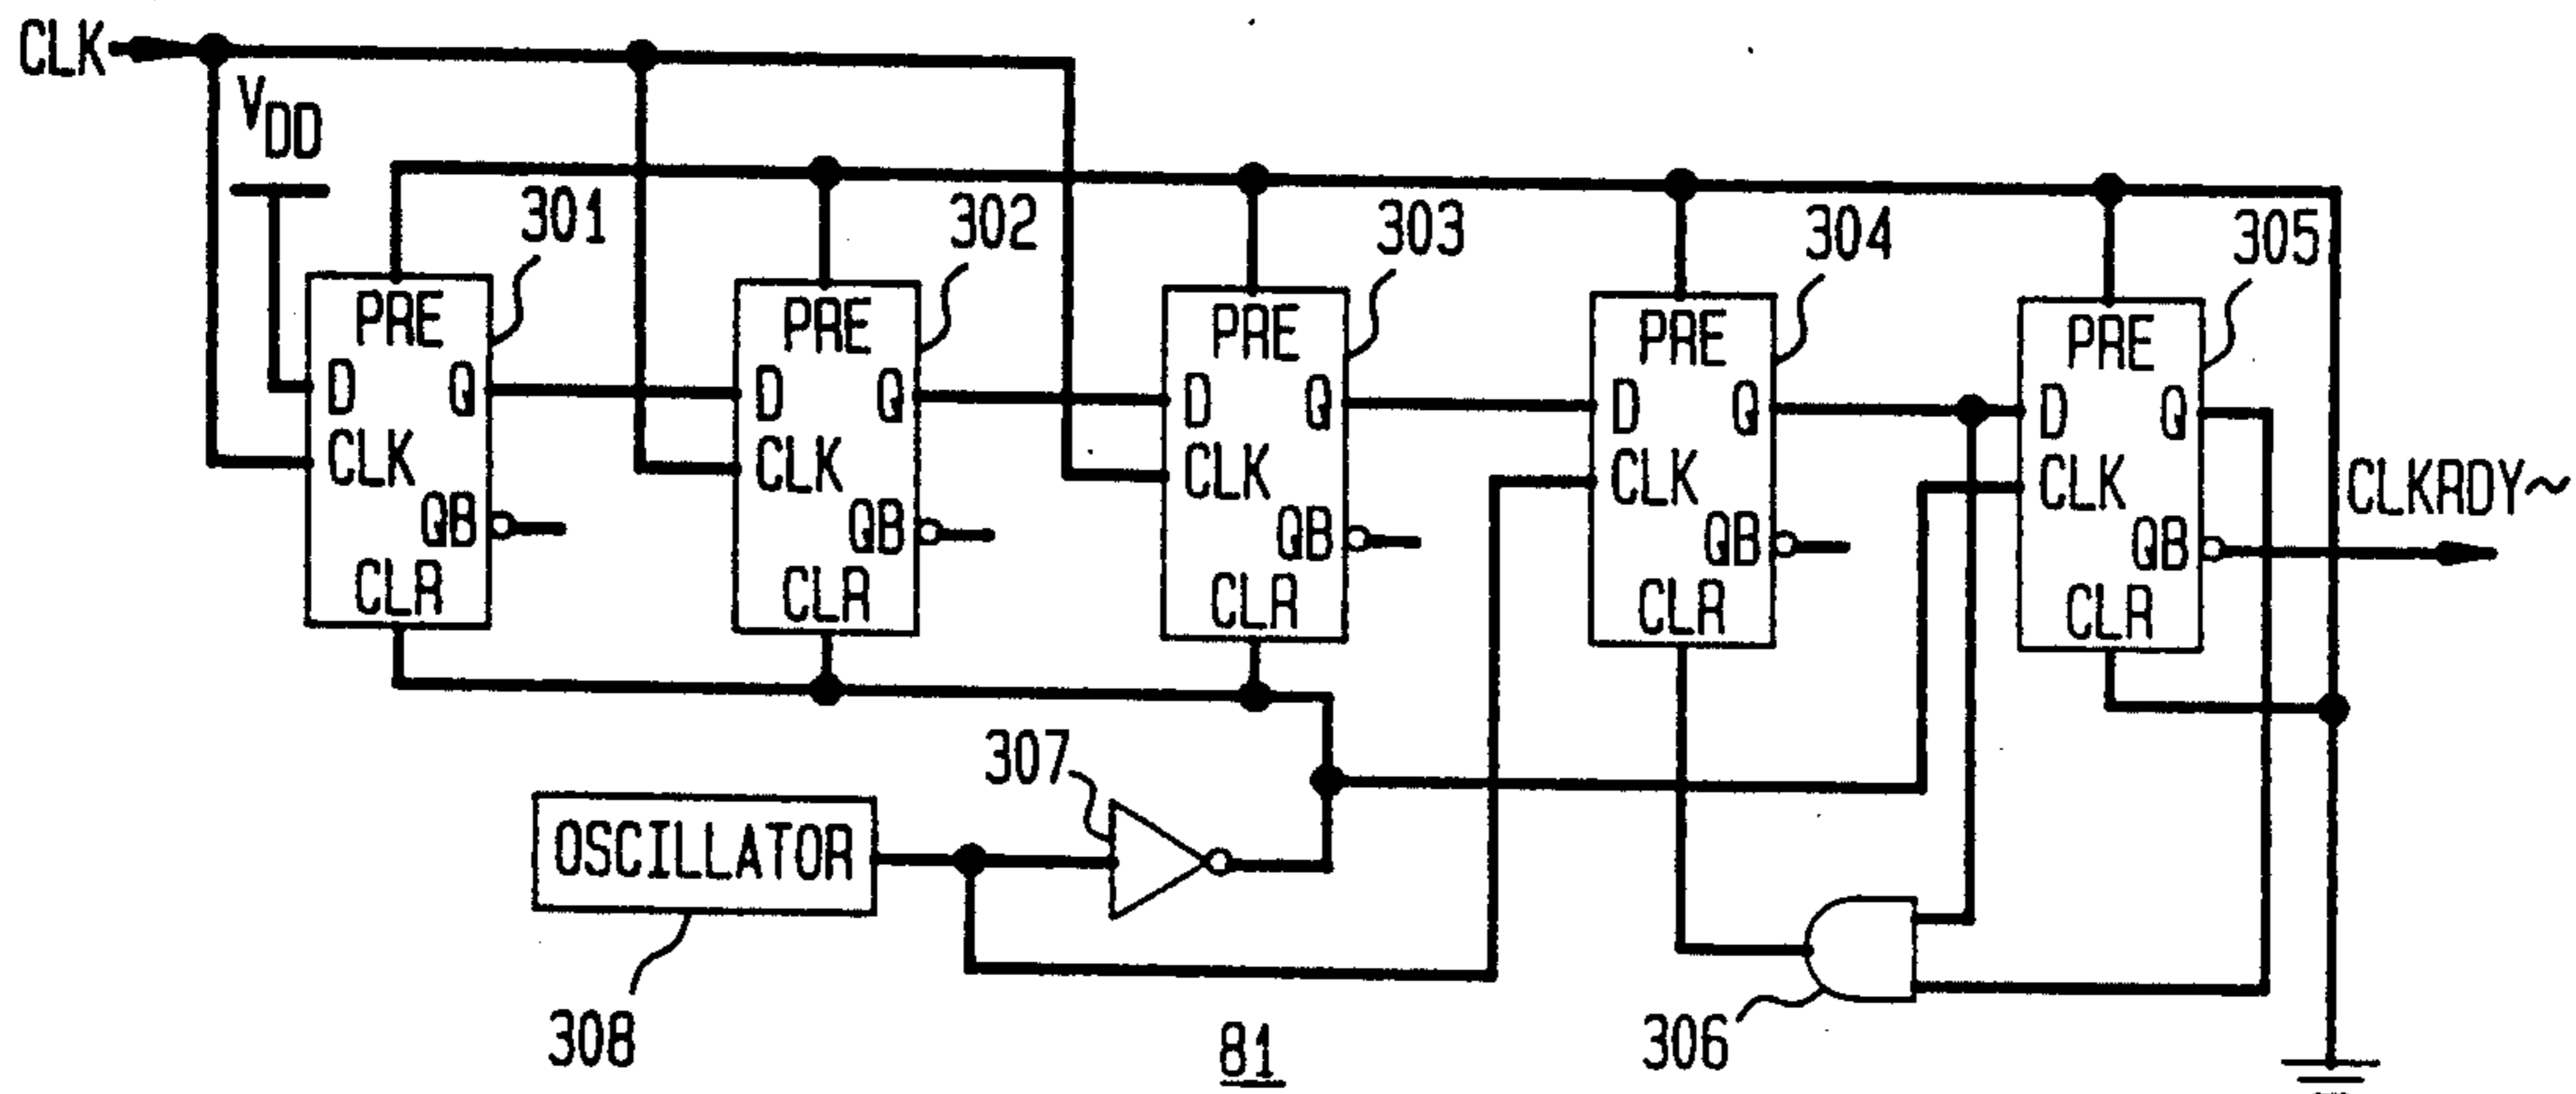 CLK
VDD
301
302
303
304
305
PRE
D
Q
CLK
QB
CLR
PRE
D
Q
CLK
QB
CLR
PRE
D
Q
CLK
QB
CLR
PRE
D
Q
CLK
QB
CLR
PRE
D
Q
CLK
QB
CLR
CLKRDY~
307
OSCILLATOR
308
306
81